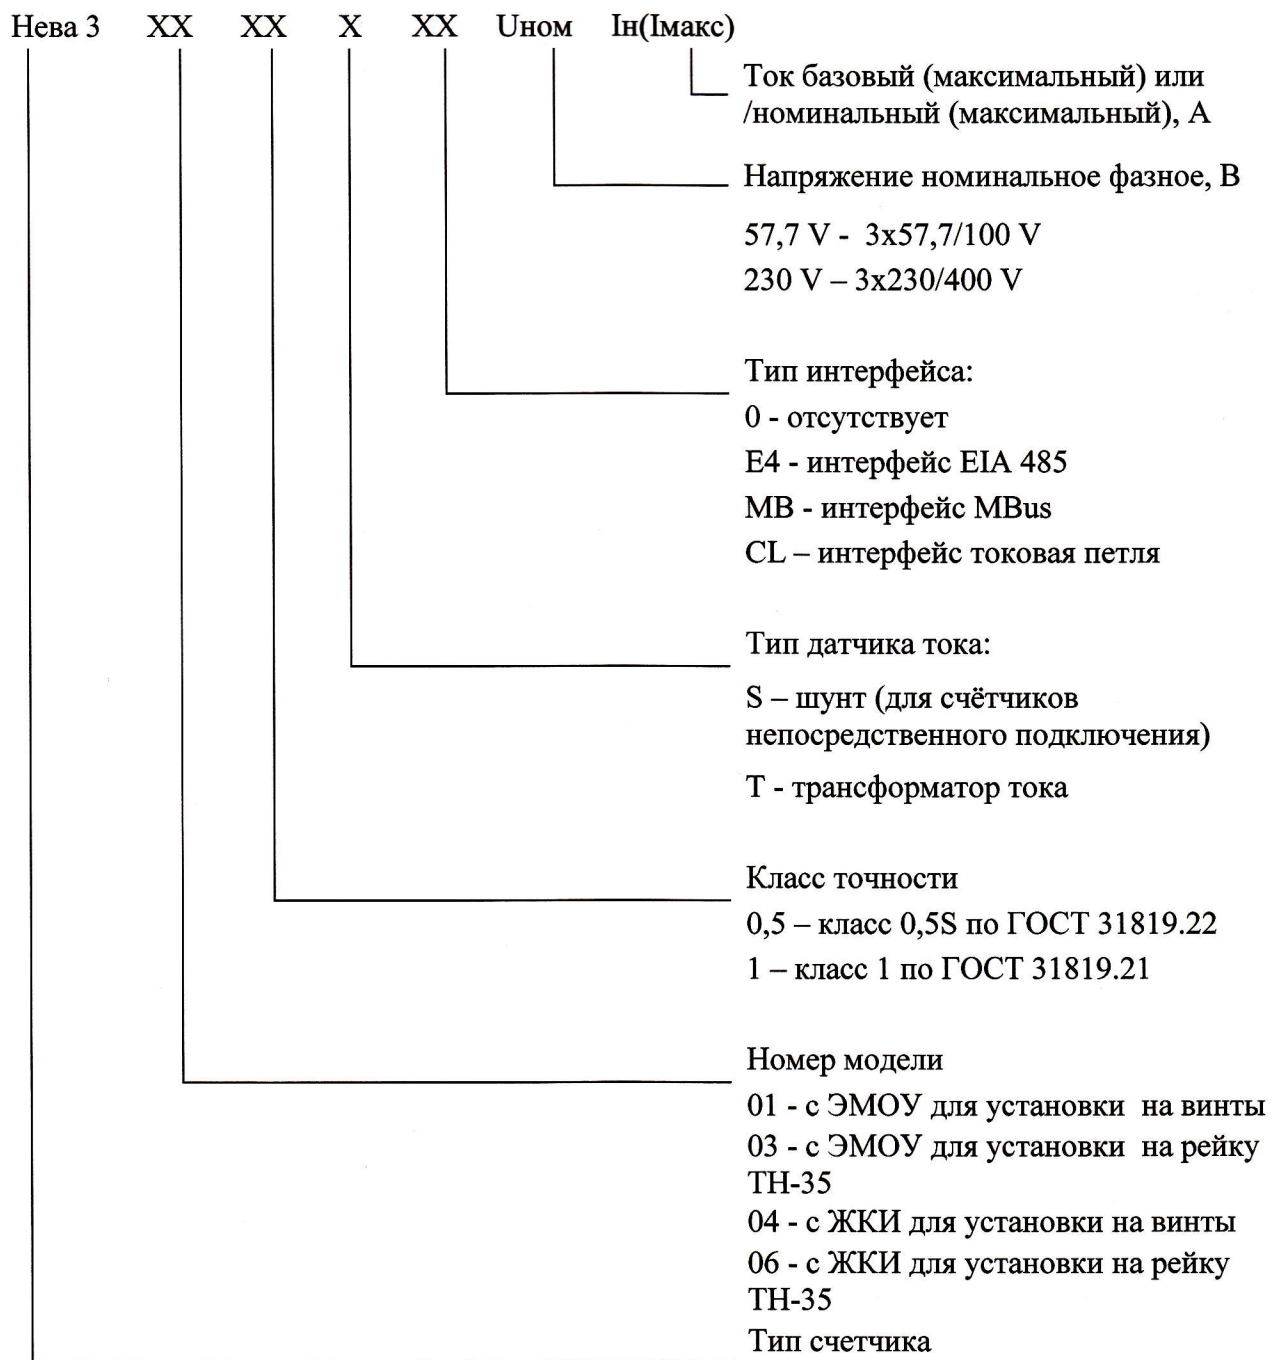 Нева 3 XX XX X XX Uном Iн(Iмакс)
Ток базовый (максимальный) или
/номинальный (максимальный), А
Напряжение номинальное фазное, В
57,7 V - 3х57,7/100 V
230 V – 3х230/400 V
Тип интерфейса:
0 - отсутствует
E4 - интерфейс EIA 485
MB - интерфейс MBus
CL – интерфейс токовая петля
Тип датчика тока:
S – шунт (для счётчиков
непосредственного подключения)
Т - трансформатор тока
Класс точности
0,5 – класс 0,5S по ГОСТ 31819.22
1 – класс 1 по ГОСТ 31819.21
Номер модели
01 - с ЭМОУ для установки на винты
03 - с ЭМОУ для установки на рейку
ТН-35
04 - с ЖКИ для установки на винты
06 - с ЖКИ для установки на рейку
ТН-35
Тип счетчика